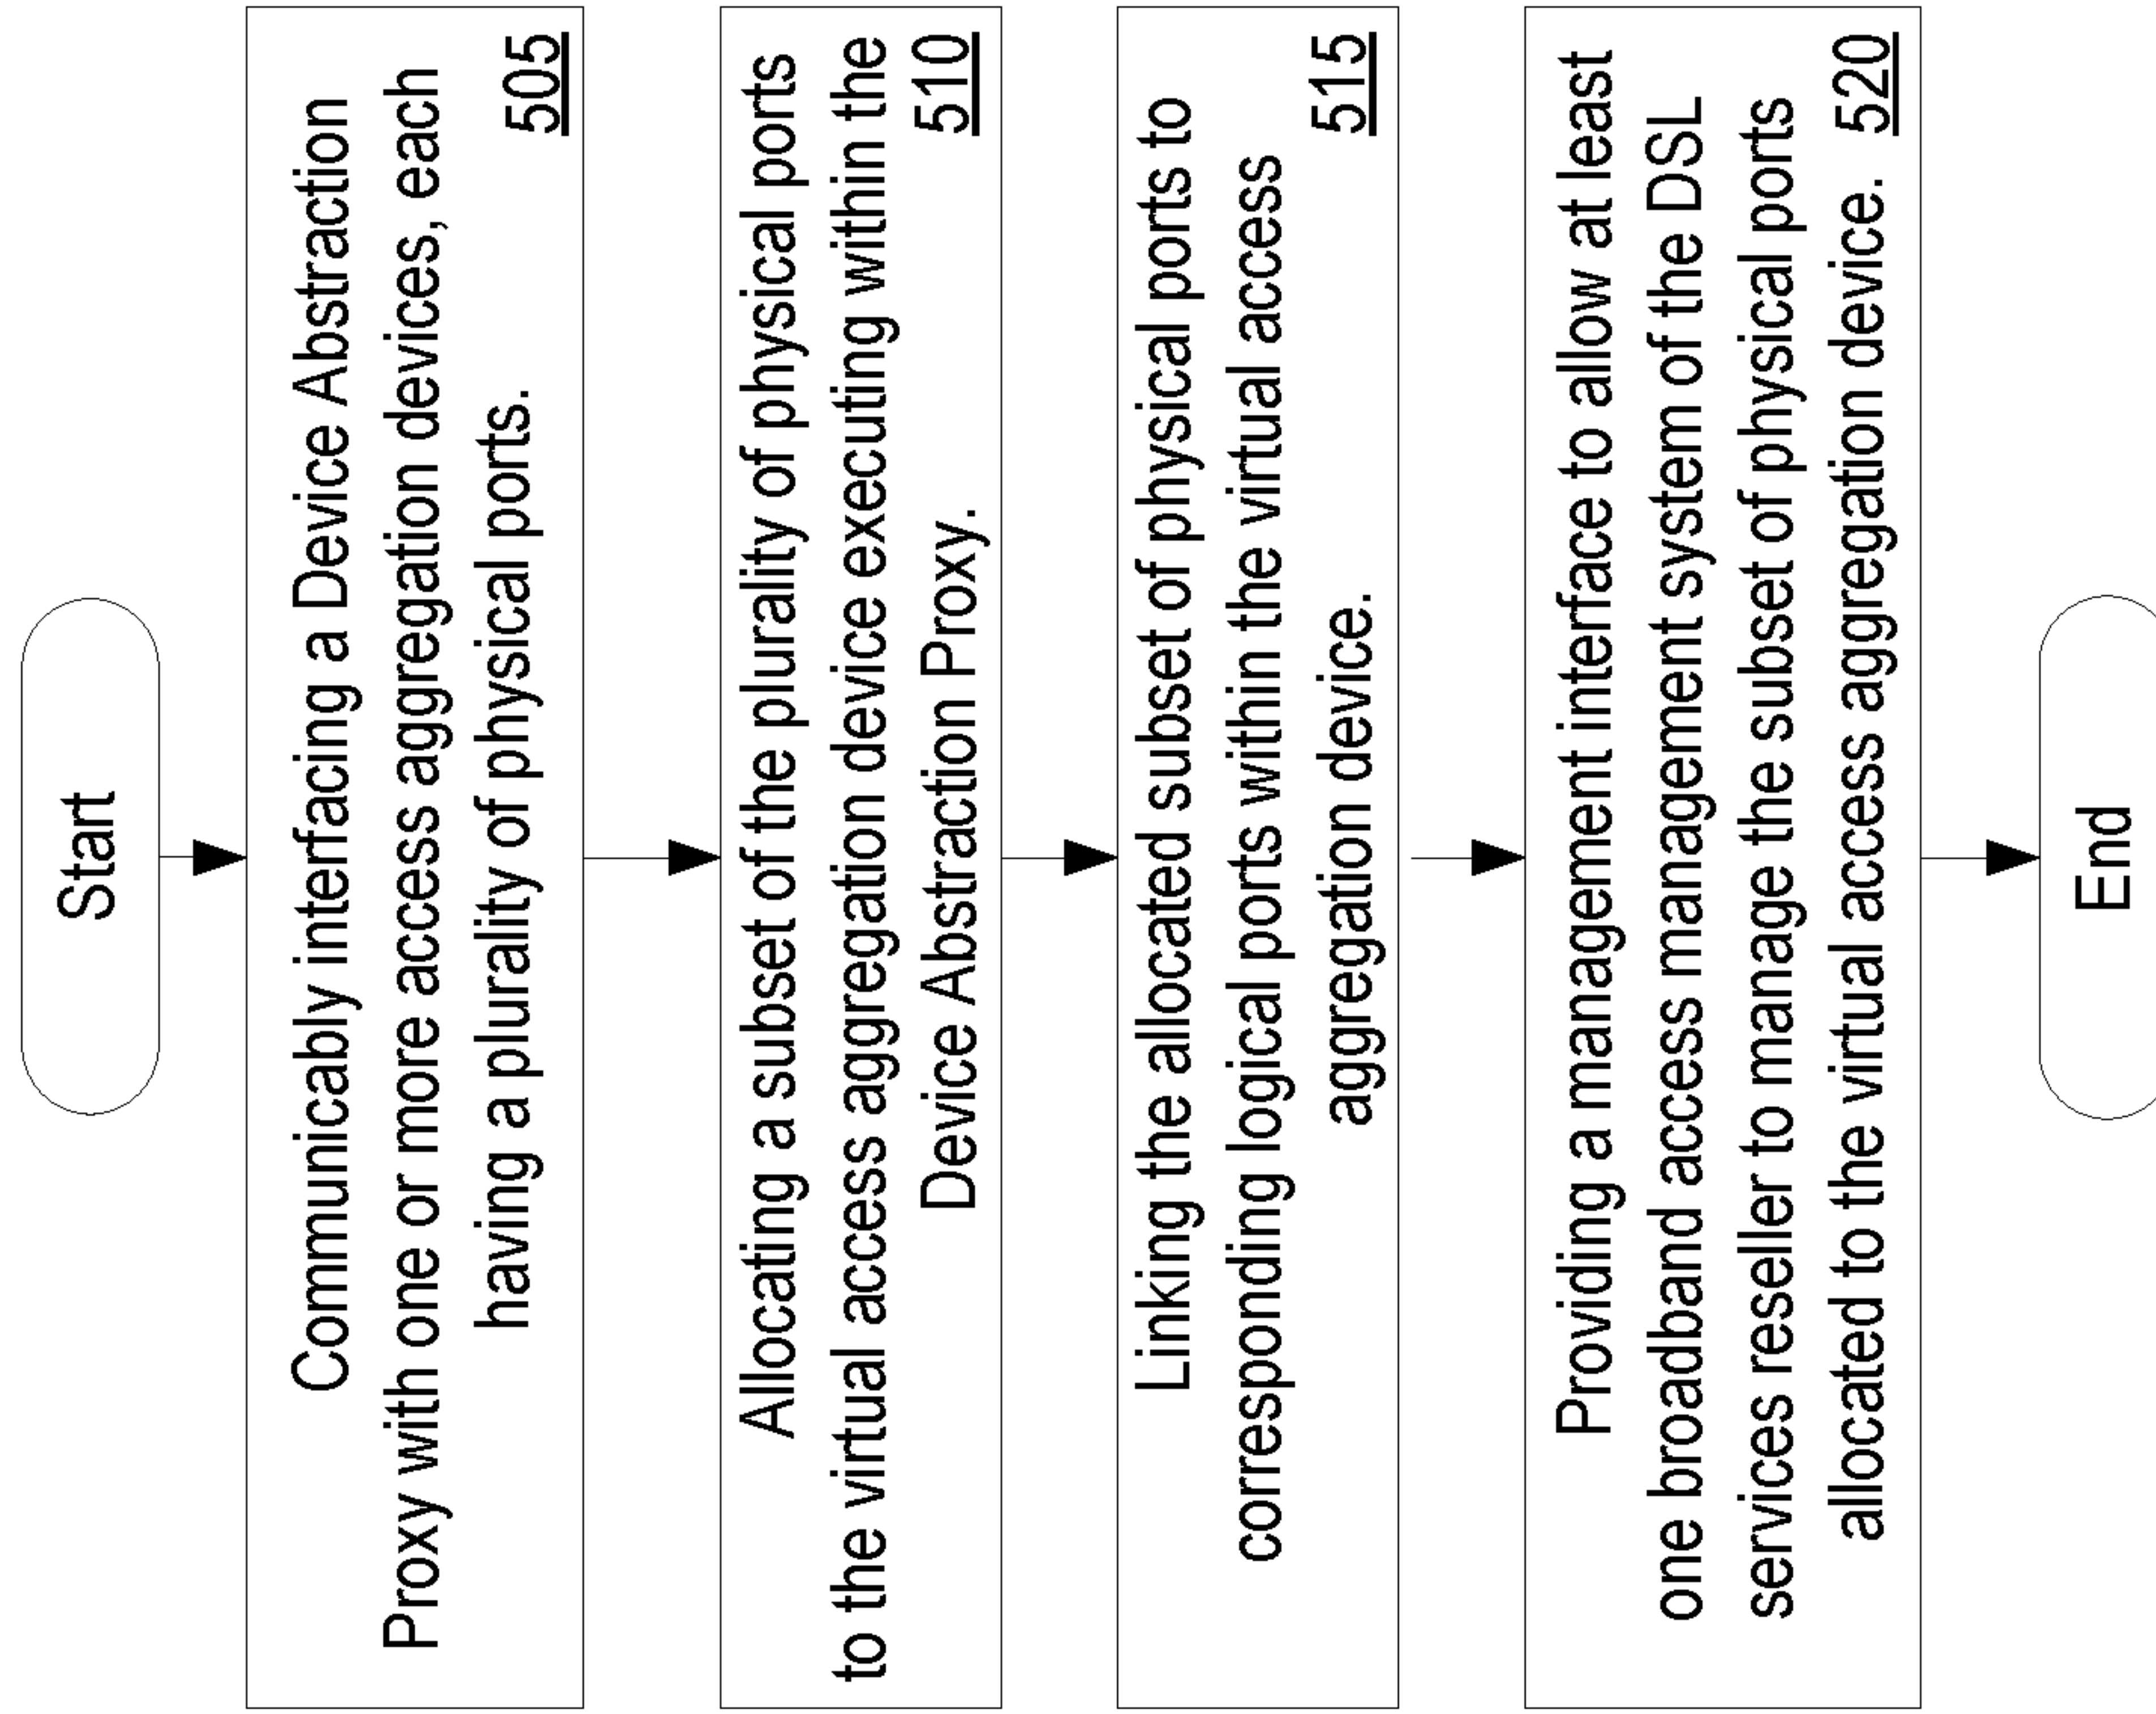 Start
Communicably interfacing a Device Abstraction
Proxy with one or more access aggregation devices, each
having a plurality of physical ports.
505
Allocating a subset of the plurality of physical ports
to the virtual access aggregation device executing within the
Device Abstraction Proxy.
510
Linking the allocated subset of physical ports to
corresponding logical ports within the virtual access
aggregation device.
515
Providing a management interface to allow at least
one broadband access management system of the DSL
services reseller to manage the subset of physical ports
allocated to the virtual access aggregation device. 520
End